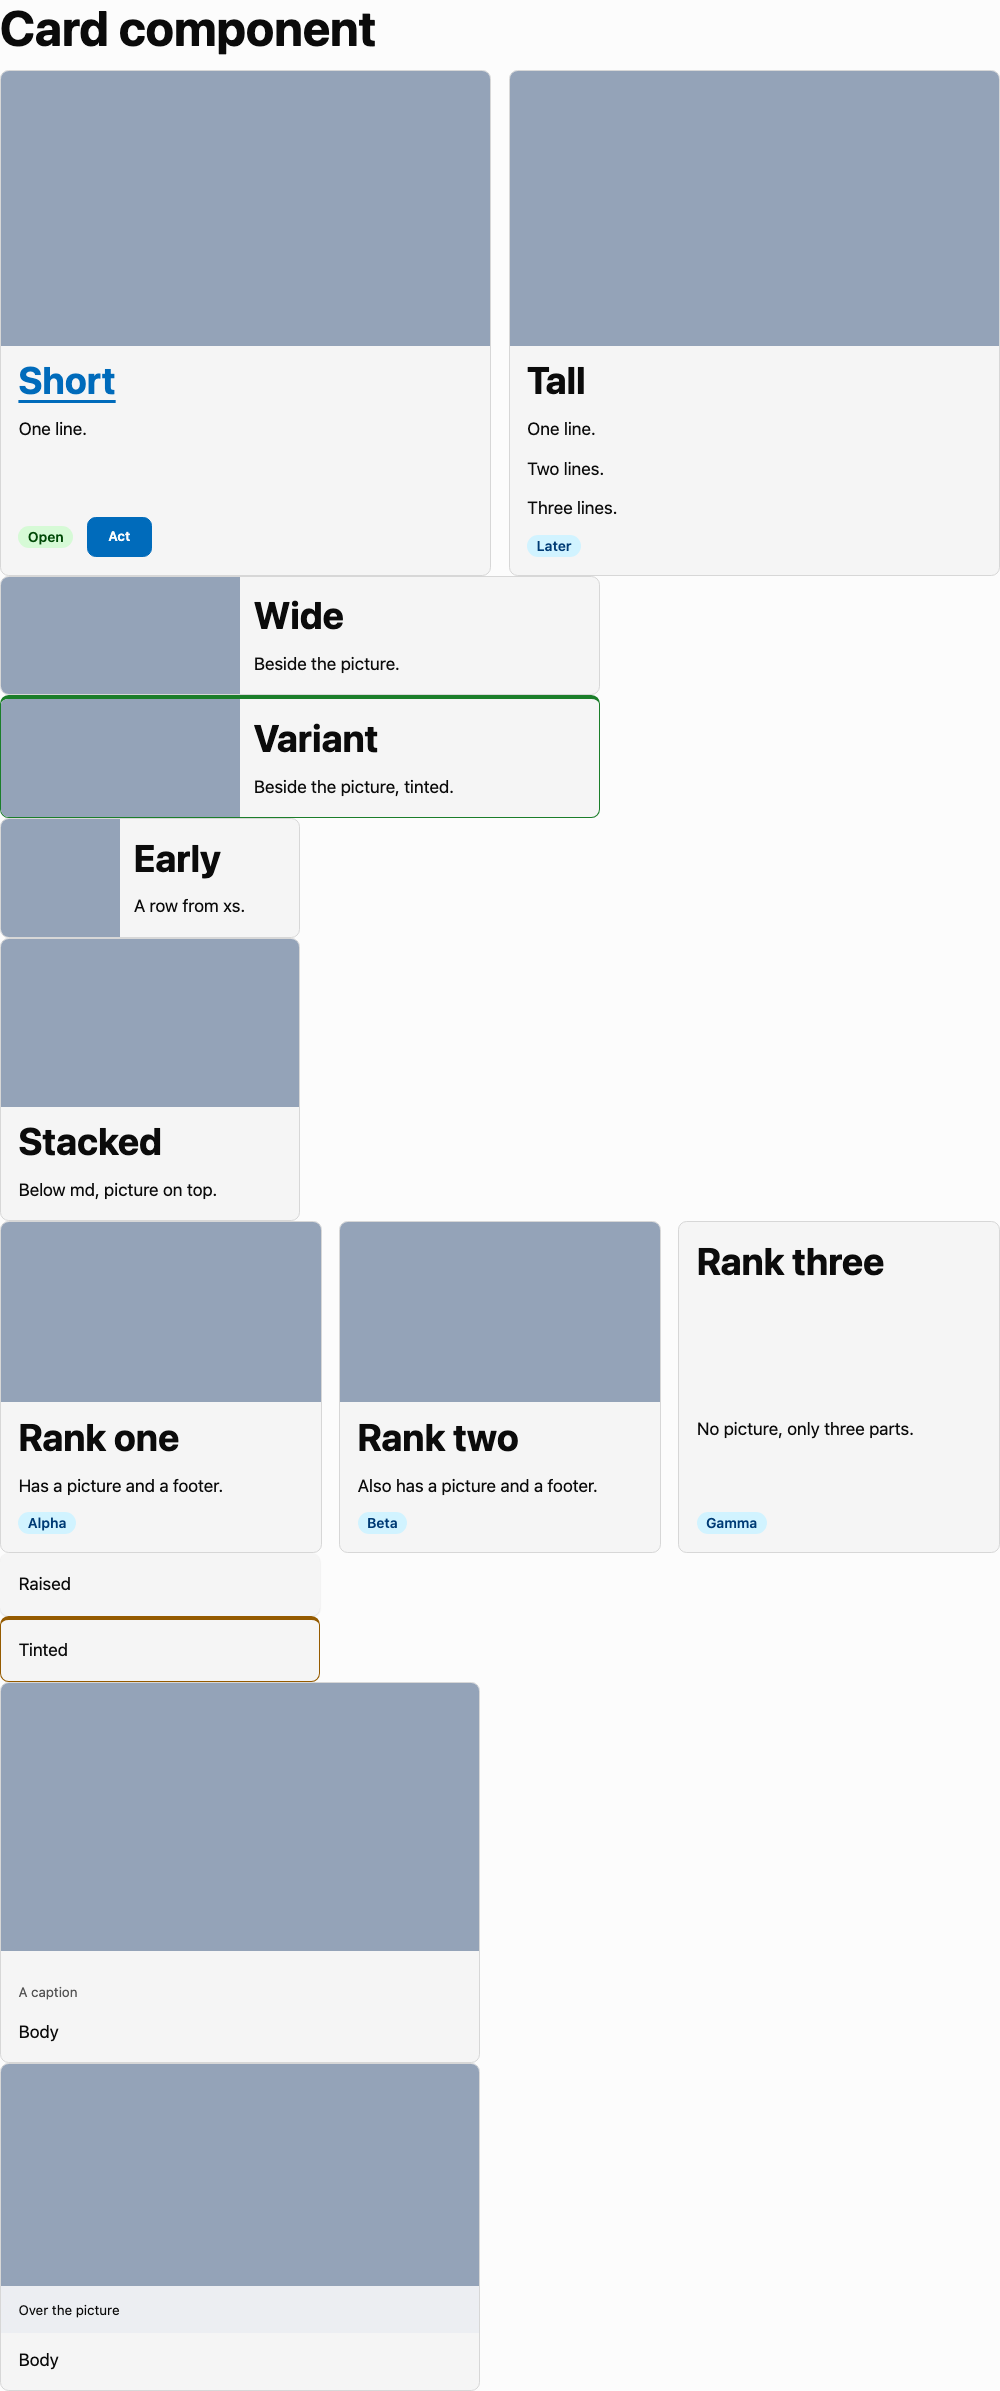 Card component
Short
One line.
Open
Act
Tall
One line.
Two lines.
Three lines.
Later
Wide
Beside the picture.
Variant
Beside the picture, tinted.
Early
A row from xs.
Stacked
Below md, picture on top.
Rank one
Has a picture and a footer.
Alpha
Rank two
Also has a picture and a footer.
Beta
Rank three
No picture, only three parts.
Gamma
Raised
Tinted
A caption
Body
Over the picture
Body